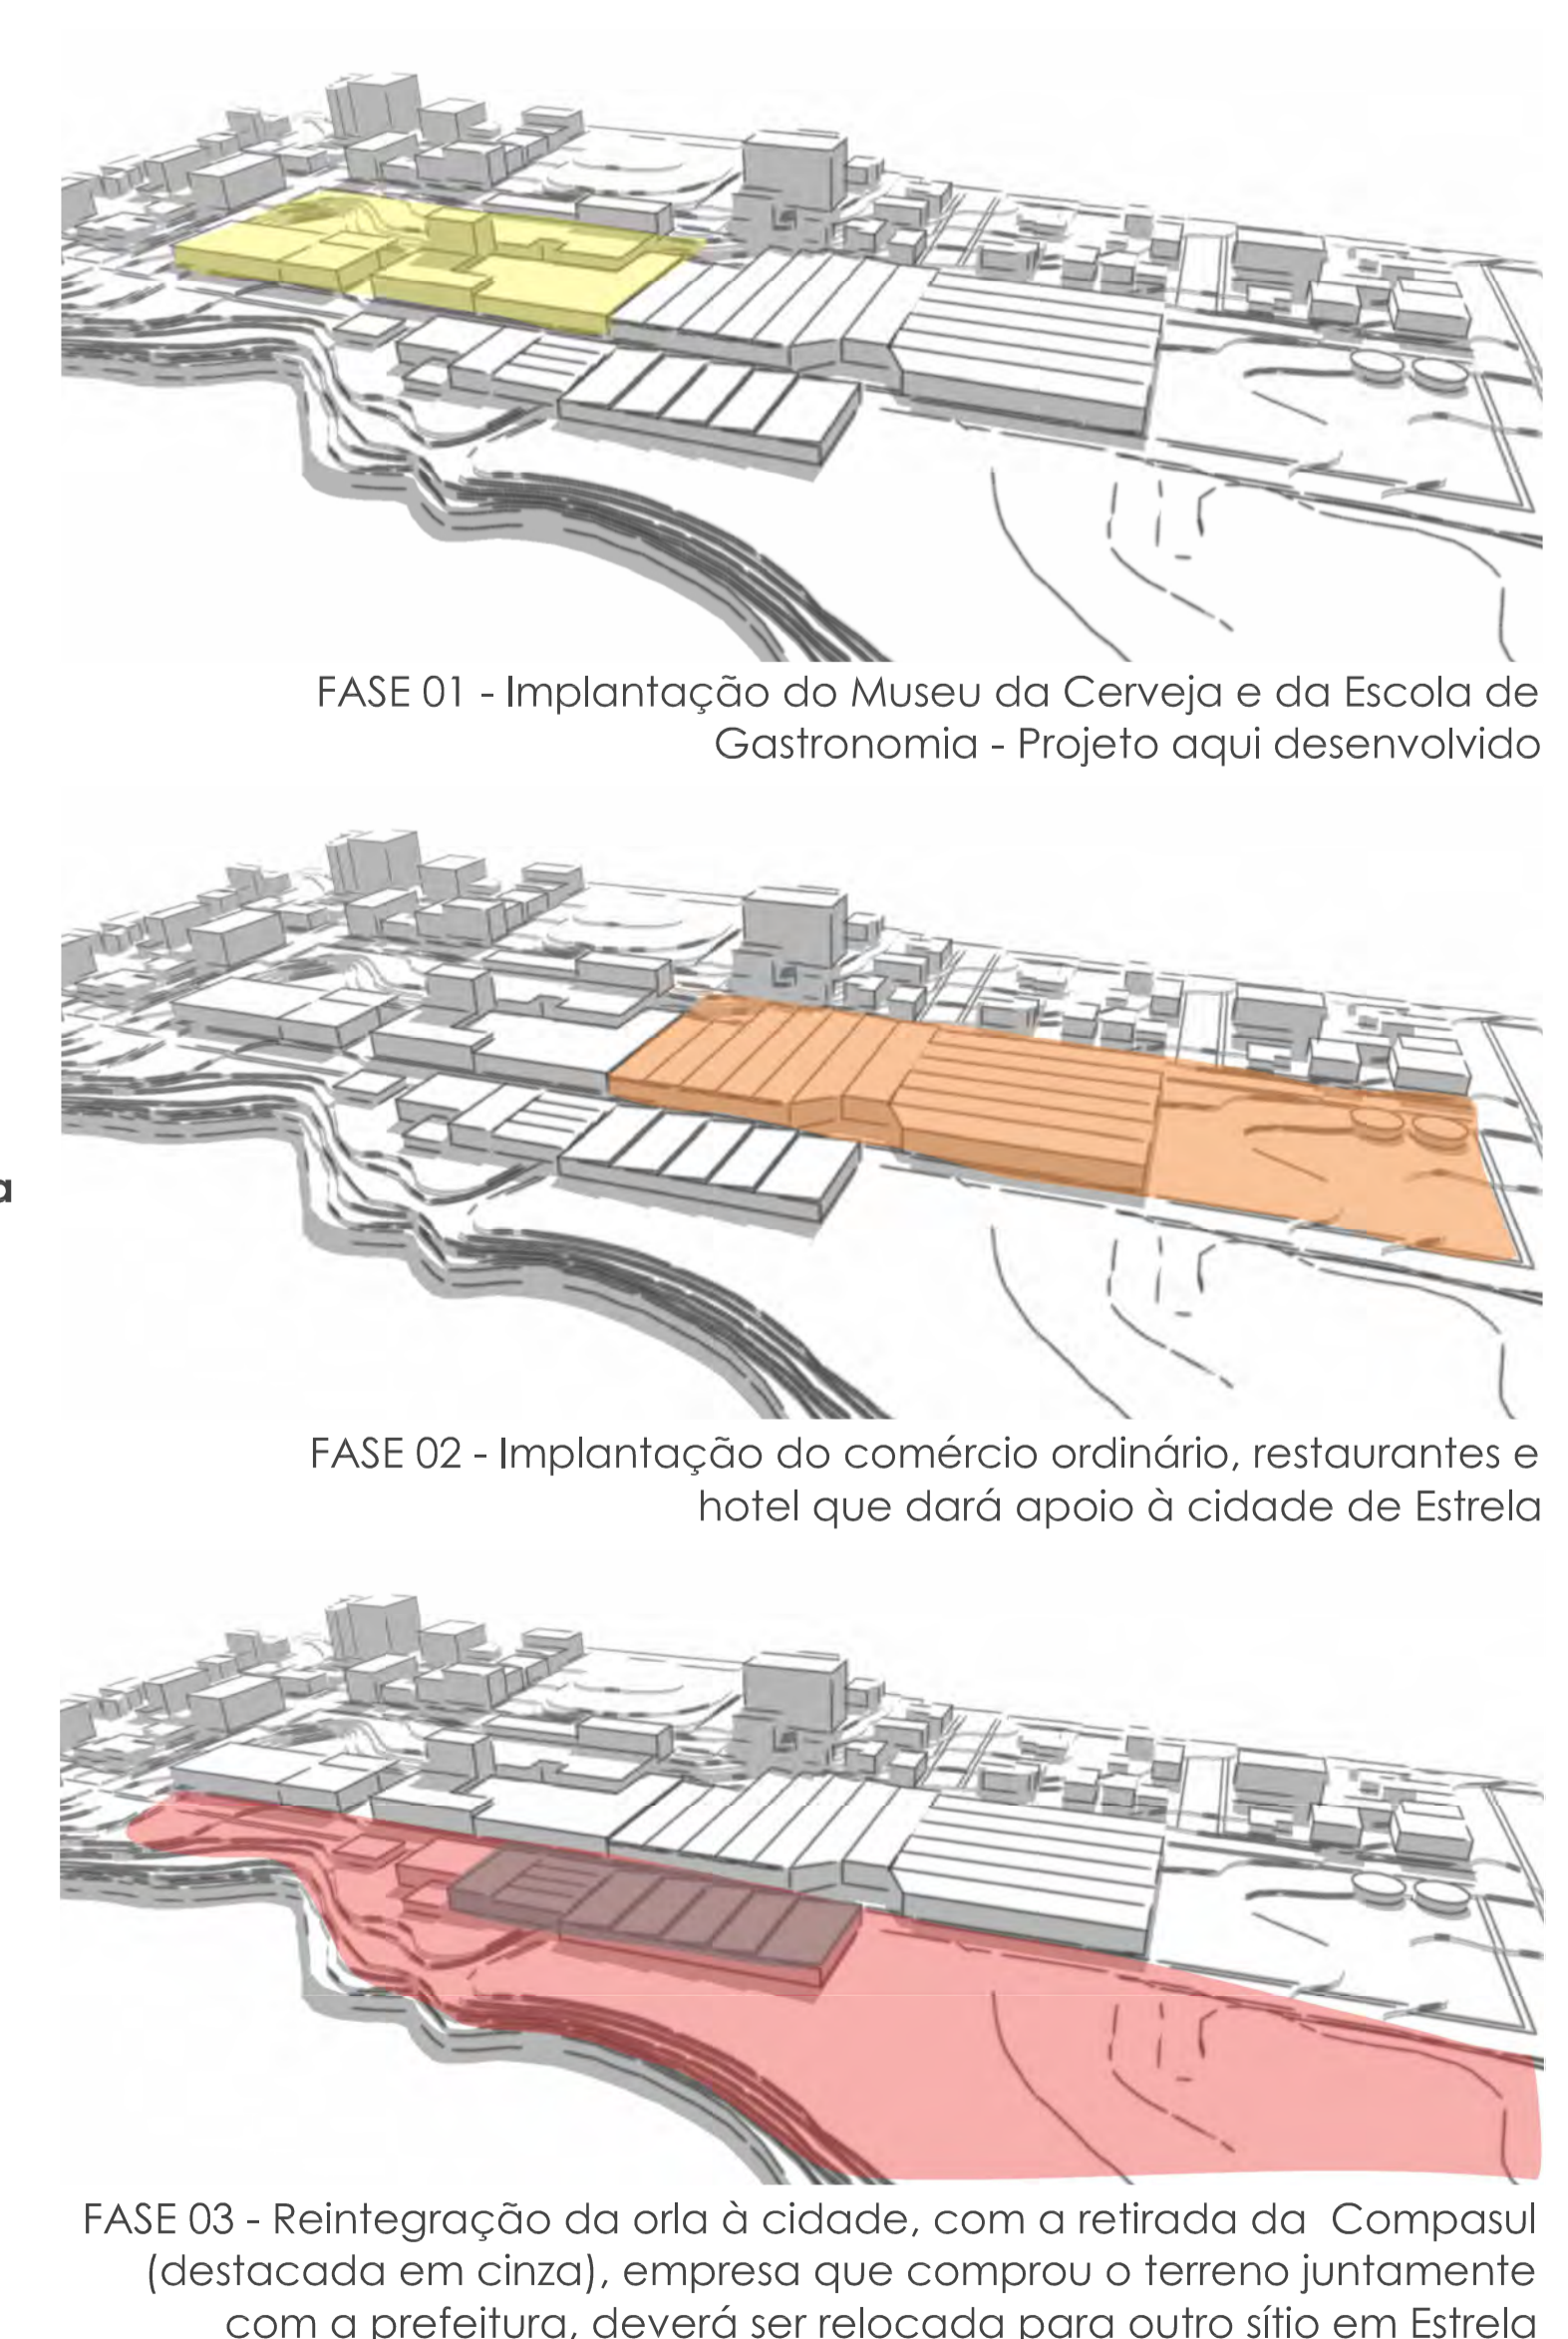 FASE 01 - Implantação do Museu da Cerveja e da Escola de
Gastronomia - Projeto aqui desenvolvido
a
FASE 02 - Implantação do comércio ordinário, restaurantes e
hotel que dará apoio à cidade de Estrela
FASE 03 - Reintegração da orla à cidade, com a retirada da Compasul
(destacada em cinza), empresa que comprou o terreno juntamente
com a prefeitura, deverá ser relocada para outro sítio em Estrela